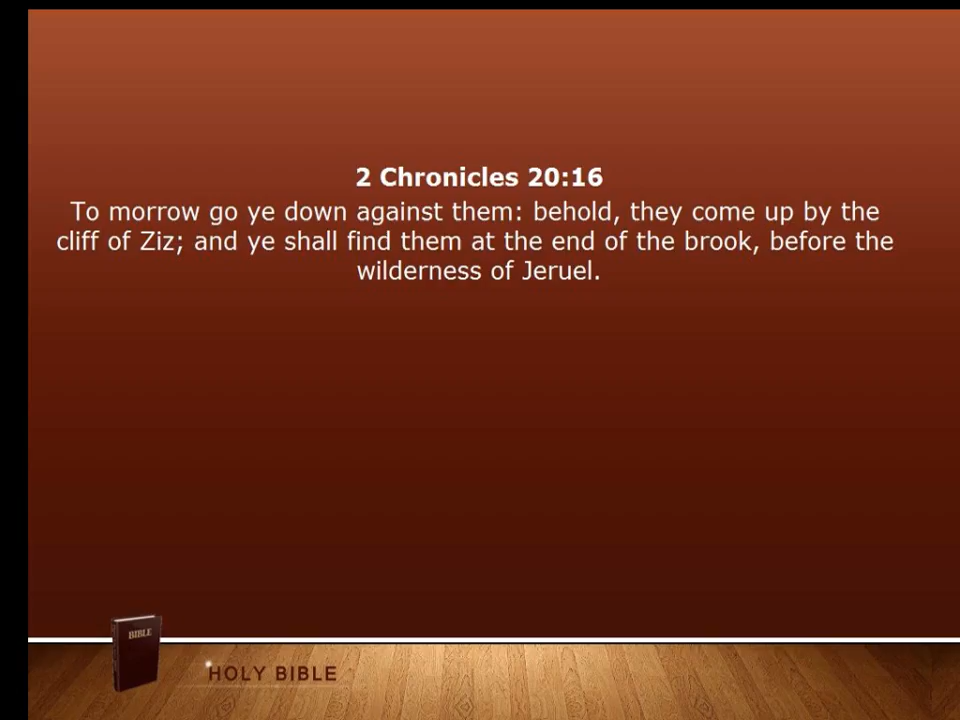 2 Chronicles 20:16
To morrow go ye down against them: behold, they come up by the
cliff of Ziz; and ye shall find them at the end of the brook, before the
wilderness of Jeruel.
BIBLE
HOLY BIBLE